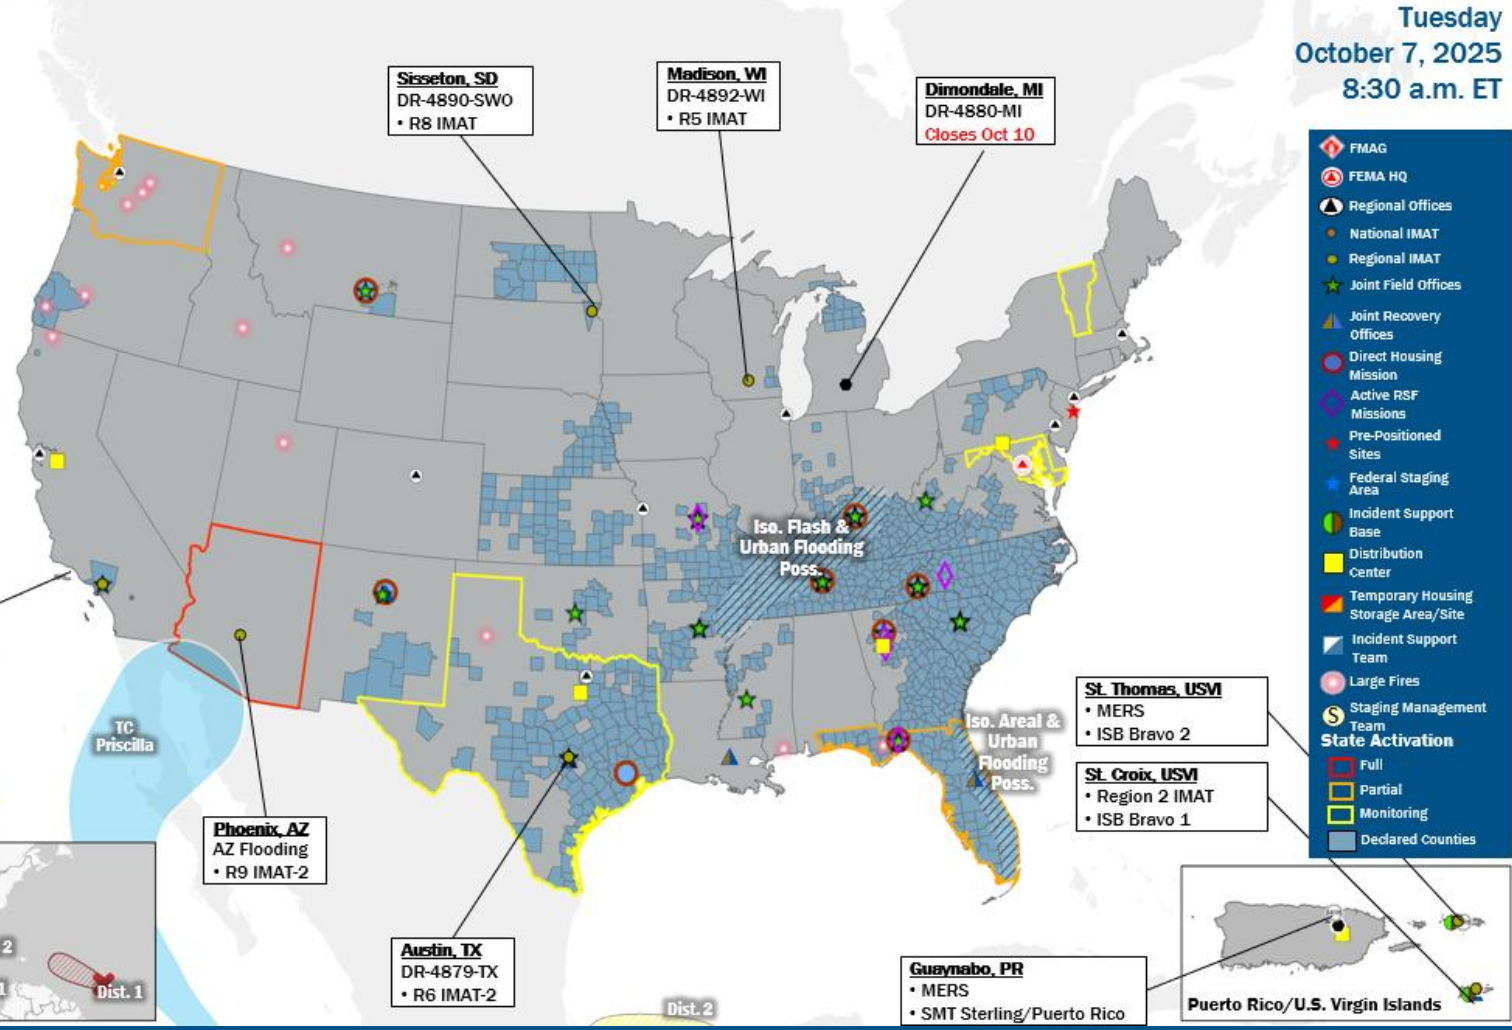 Tuesday
October 7, 2025
8:30 a.m. ET
Sisseton, SD
DR-4890-SWO
• R8 IMAT
Madison, WI
DR-4892-WI
• R5 IMAT
Dimondale, MI
DR-4880-MI
Closes Oct 10
FMAG
FEMA HQ
Regional Offices
National IMAT
Regional IMAT
Joint Field Offices
Joint Recovery
Offices
Direct Housing
Mission
Active RSF
Missions
Pre-Positioned
Sites
Federal Staging
Area
Incident Support
Base
Distribution
Center
Temporary Housing
Storage Area/Site
Incident Support
Team
Large Fires
S
Staging Management
Team
State Activation
Full
Partial
Monitoring
Declared Counties
Iso. Flash &
Urban Flooding
Poss.
Iso. Areal &
Urban
Flooding
Poss.
TC
Priscilla
Phoenix, AZ
AZ Flooding
• R9 IMAT-2
Austin, TX
DR-4879-TX
• R6 IMAT-2
St. Thomas, USVI
• MERS
• ISB Bravo 2
St. Croix, USVI
• Region 2 IMAT
• ISB Bravo 1
Guaynabo, PR
• MERS
• SMT Sterling/Puerto Rico
Puerto Rico/U.S. Virgin Islands
2
1
Dist. 1
Dist. 2